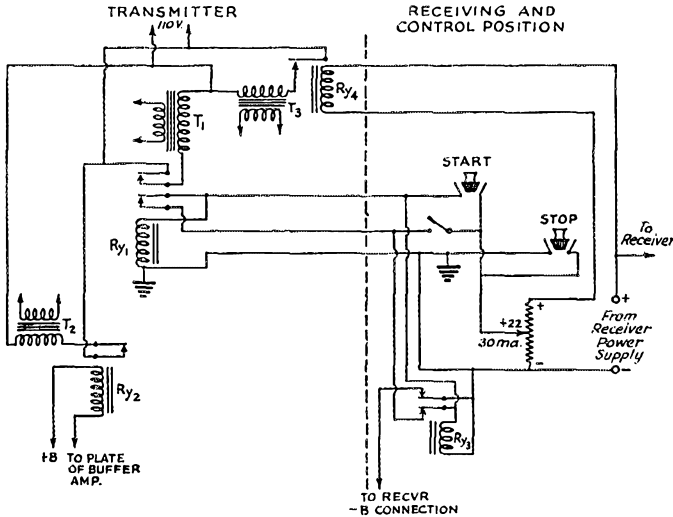 TRANSMITTER
110V.
RECEIVING AND
CONTROL POSITION
T1
T3
Ry4
START
STOP
Ry1
To
Receiver
T2
+22
30ma.
+
-
+
From
Receiver
Power
Supply
-
Ry2
Ry3
+B
TO PLATE
OF BUFFER
AMP.
TO RECVR
-B CONNECTION